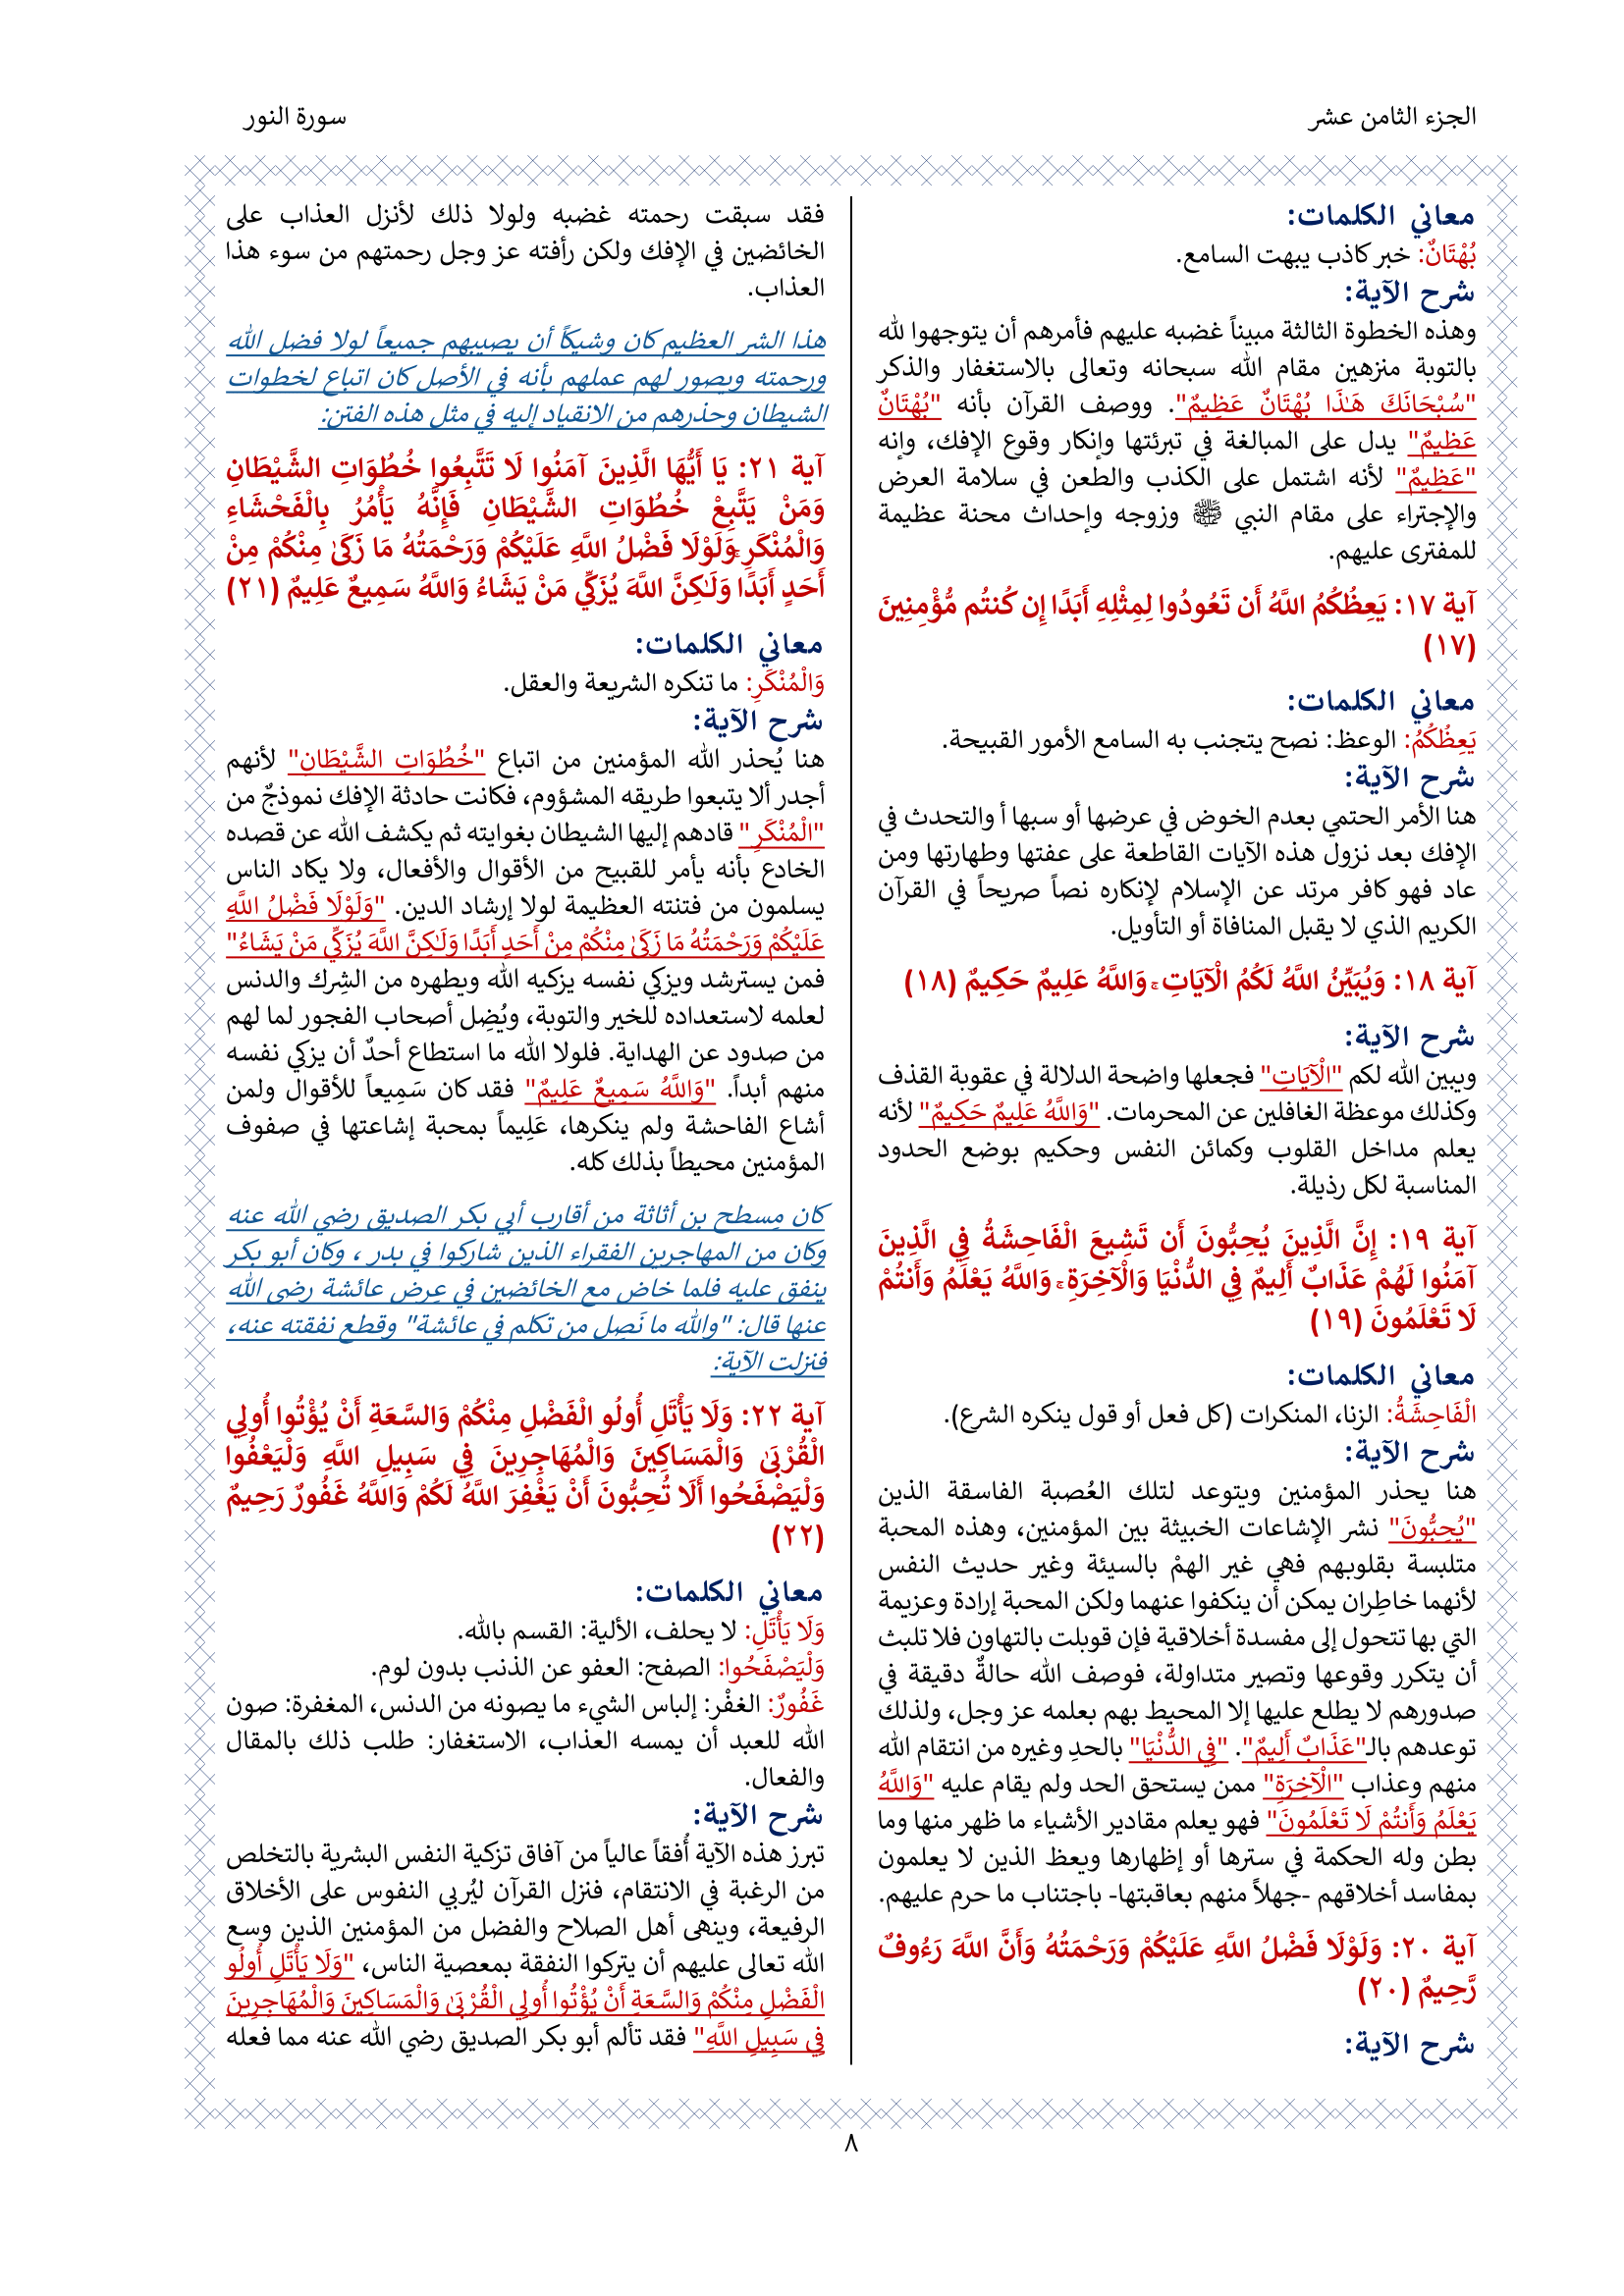 الجزء الثامن عشر
سورة النور
معاني الكلمات:
بُهْتَانٌ: خبر كاذب يبهت السامع.
شرح الآية:
وهذه الخطوة الثالثة مبيناً غضبه عليهم فأمرهم أن يتوجهوا لله
بالتوبة منزهين مقام الله سبحانه وتعالى بالاستغفار والذكر
"سُبْحَانَكَ هَٰذَا بُهْتَانٌ عَظِيمٌ". ووصف القرآن بأنه "بُهْتَانٌ
عَظِيمٌ" يدل على المبالغة في تبرئتها وإنكار وقوع الإفك، وإنه
"عَظِيمٌ" لأنه اشتمل على الكذب والطعن في سلامة العرض
والإجتراء على مقام النبي ﷺ وزوجه وإحداث محنة عظيمة
للمفترى عليهم.
آية ١٧: يَعِظُكُمُ اللَّهُ أَن تَعُودُوا لِمِثْلِهِ أَبَدًا إِن كُنتُم مُّؤْمِنِينَ
(١٧)
معاني الكلمات:
يَعِظُكُمُ: الوعظ: نصح يتجنب به السامع الأمور القبيحة.
شرح الآية:
هنا الأمر الحتمي بعدم الخوض في عرضها أو سبها أ والتحدث في
الإفك بعد نزول هذه الآيات القاطعة على عفتها وطهارتها ومن
عاد فهو كافر مرتد عن الإسلام لإنكاره نصاً صريحاً في القرآن
الكريم الذي لا يقبل المنافاة أو التأويل.
آية ١٨: وَيُبَيِّنُ اللَّهُ لَكُمُ الْآيَاتِ ۚ وَاللَّهُ عَلِيمٌ حَكِيمٌ (١٨)
شرح الآية:
ويبين الله لكم "الْآيَاتِ" فجعلها واضحة الدلالة في عقوبة القذف
وكذلك موعظة الغافلين عن المحرمات. "وَاللَّهُ عَلِيمٌ حَكِيمٌ" لأنه
يعلم مداخل القلوب وكمائن النفس وحكيم بوضع الحدود
المناسبة لكل رذيلة.
آية ١٩: إِنَّ الَّذِينَ يُحِبُّونَ أَن تَشِيعَ الْفَاحِشَةُ فِي الَّذِينَ
آمَنُوا لَهُمْ عَذَابٌ أَلِيمٌ فِي الدُّنْيَا وَالْآخِرَةِ ۚ وَاللَّهُ يَعْلَمُ وَأَنتُمْ
لَا تَعْلَمُونَ (١٩)
معاني الكلمات:
الْفَاحِشَةُ: الزنا، المنكرات (كل فعل أو قول ينكره الشرع).
شرح الآية:
هنا يحذر المؤمنين ويتوعد لتلك العُصبة الفاسقة الذين
"يُحِبُّونَ" نشر الإشاعات الخبيثة بين المؤمنين، وهذه المحبة
متلبسة بقلوبهم فهي غير الهمْ بالسيئة وغير حديث النفس
لأنهما خاطِران يمكن أن ينكفوا عنهما ولكن المحبة إرادة وعزيمة
التي بها تتحول إلى مفسدة أخلاقية فإن قوبلت بالتهاون فلا تلبث
أن يتكرر وقوعها وتصير متداولة، فوصف الله حالةٌ دقيقة في
صدورهم لا يطلع عليها إلا المحيط بهم بعلمه عز وجل، ولذلك
توعدهم بالـ"عَذَابٌ أَلِيمٌ". "فِي الدُّنْيَا" بالحدِ وغيره من انتقام الله
منهم وعذاب "الْآخِرَةِ" ممن يستحق الحد ولم يقام عليه "وَاللَّهُ
يَعْلَمُ وَأَنتُمْ لَا تَعْلَمُونَ" فهو يعلم مقادير الأشياء ما ظهر منها وما
بطن وله الحكمة في سترها أو إظهارها ويعظ الذين لا يعلمون
بمفاسد أخلاقهم -جهلاً منهم بعاقبتها- باجتناب ما حرم عليهم.
آية ٢٠: وَلَوْلَا فَضْلُ اللَّهِ عَلَيْكُمْ وَرَحْمَتُهُ وَأَنَّ اللَّهَ رَءُوفٌ
رَّحِيمٌ (٢٠)
شرح الآية:
فقد سبقت رحمته غضبه ولولا ذلك لأنزل العذاب على
الخائضين في الإفك ولكن رأفته عز وجل رحمتهم من سوء هذا
العذاب.
هذا الشر العظيم كان وشيكاً أن يصيبهم جميعاً لولا فضل الله
ورحمته ويصور لهم عملهم بأنه في الأصل كان اتباع لخطوات
الشيطان وحذرهم من الانقياد إليه في مثل هذه الفتن:
آية ٢١: يَا أَيُّهَا الَّذِينَ آمَنُوا لَا تَتَّبِعُوا خُطُوَاتِ الشَّيْطَانِ
وَمَنْ يَتَّبِعْ خُطُوَاتِ الشَّيْطَانِ فَإِنَّهُ يَأْمُرُ بِالْفَحْشَاءِ
وَالْمُنْكَرِ ۚ وَلَوْلَا فَضْلُ اللَّهِ عَلَيْكُمْ وَرَحْمَتُهُ مَا زَكَىٰ مِنْكُمْ مِنْ
أَحَدٍ أَبَدًا وَلَٰكِنَّ اللَّهَ يُزَكِّي مَنْ يَشَاءُ وَاللَّهُ سَمِيعٌ عَلِيمٌ (٢١)
معاني الكلمات:
وَالْمُنْكَرِ: ما تنكره الشريعة والعقل.
شرح الآية:
هنا يُحذر الله المؤمنين من اتباع "خُطُوَاتِ الشَّيْطَانِ" لأنهم
أجدر ألا يتبعوا طريقه المشؤوم، فكانت حادثة الإفك نموذجٌ من
"الْمُنْكَرِ" قادهم إليها الشيطان بغوايته ثم يكشف الله عن قصده
الخادع بأنه يأمر للقبيح من الأقوال والأفعال، ولا يكاد الناس
يسلمون من فتنته العظيمة لولا إرشاد الدين. "وَلَوْلَا فَضْلُ اللَّهِ
عَلَيْكُمْ وَرَحْمَتُهُ مَا زَكَىٰ مِنْكُمْ مِنْ أَحَدٍ أَبَدًا وَلَٰكِنَّ اللَّهَ يُزَكِّي مَنْ يَشَاءُ"
فمن يسترشد ويزكي نفسه يزكيه الله ويطهره من الشِرك والدنس
لعلمه لاستعداده للخير والتوبة، ويُضِل أصحاب الفجور لما لهم
من صدود عن الهداية. فلولا الله ما استطاع أحدٌ أن يزكي نفسه
منهم أبداً. "وَاللَّهُ سَمِيعٌ عَلِيمٌ" فقد كان سَمِيعاً للأقوال ولمن
أشاع الفاحشة ولم ينكرها، عَلِيماً بمحبة إشاعتها في صفوف
المؤمنين محيطاً بذلك كله.
كان مِسطح بن أثاثة من أقارب أبي بكر الصديق رضي الله عنه
وكان من المهاجرين الفقراء الذين شاركوا في بدر ، وكان أبو بكر
ينفق عليه فلما خاض مع الخائضين في عِرض عائشة رضي الله
عنها قال: "والله ما نَصِل من تكلم في عائشة" وقطع نفقته عنه،
فنزلت الآية:
آية ٢٢: وَلَا يَأْتَلِ أُولُو الْفَضْلِ مِنْكُمْ وَالسَّعَةِ أَنْ يُؤْتُوا أُولِي
الْقُرْبَىٰ وَالْمَسَاكِينَ وَالْمُهَاجِرِينَ فِي سَبِيلِ اللَّهِ وَلْيَعْفُوا
وَلْيَصْفَحُوا أَلَا تُحِبُّونَ أَنْ يَغْفِرَ اللَّهُ لَكُمْ وَاللَّهُ غَفُورٌ رَحِيمٌ
(٢٢)
معاني الكلمات:
وَلَا يَأْتَلِ: لا يحلف، الألية: القسم بالله.
وَلْيَصْفَحُوا: الصفح: العفو عن الذنب بدون لوم.
غَفُورٌ: الغفْر: إلباس الشيء ما يصونه من الدنس، المغفرة: صون
الله للعبد أن يمسه العذاب، الاستغفار: طلب ذلك بالمقال
والفعال.
شرح الآية:
تبرز هذه الآية أُفقاً عالياً من آفاق تزكية النفس البشرية بالتخلص
من الرغبة في الانتقام، فنزل القرآن ليُربي النفوس على الأخلاق
الرفيعة، وينهى أهل الصلاح والفضل من المؤمنين الذين وسع
الله تعالى عليهم أن يتركوا النفقة بمعصية الناس، "وَلَا يَأْتَلِ أُولُو
الْفَضْلِ مِنْكُمْ وَالسَّعَةِ أَنْ يُؤْتُوا أُولِي الْقُرْبَىٰ وَالْمَسَاكِينَ وَالْمُهَاجِرِينَ
فِي سَبِيلِ اللَّهِ" فقد تألم أبو بكر الصديق رضي الله عنه مما فعله
٨